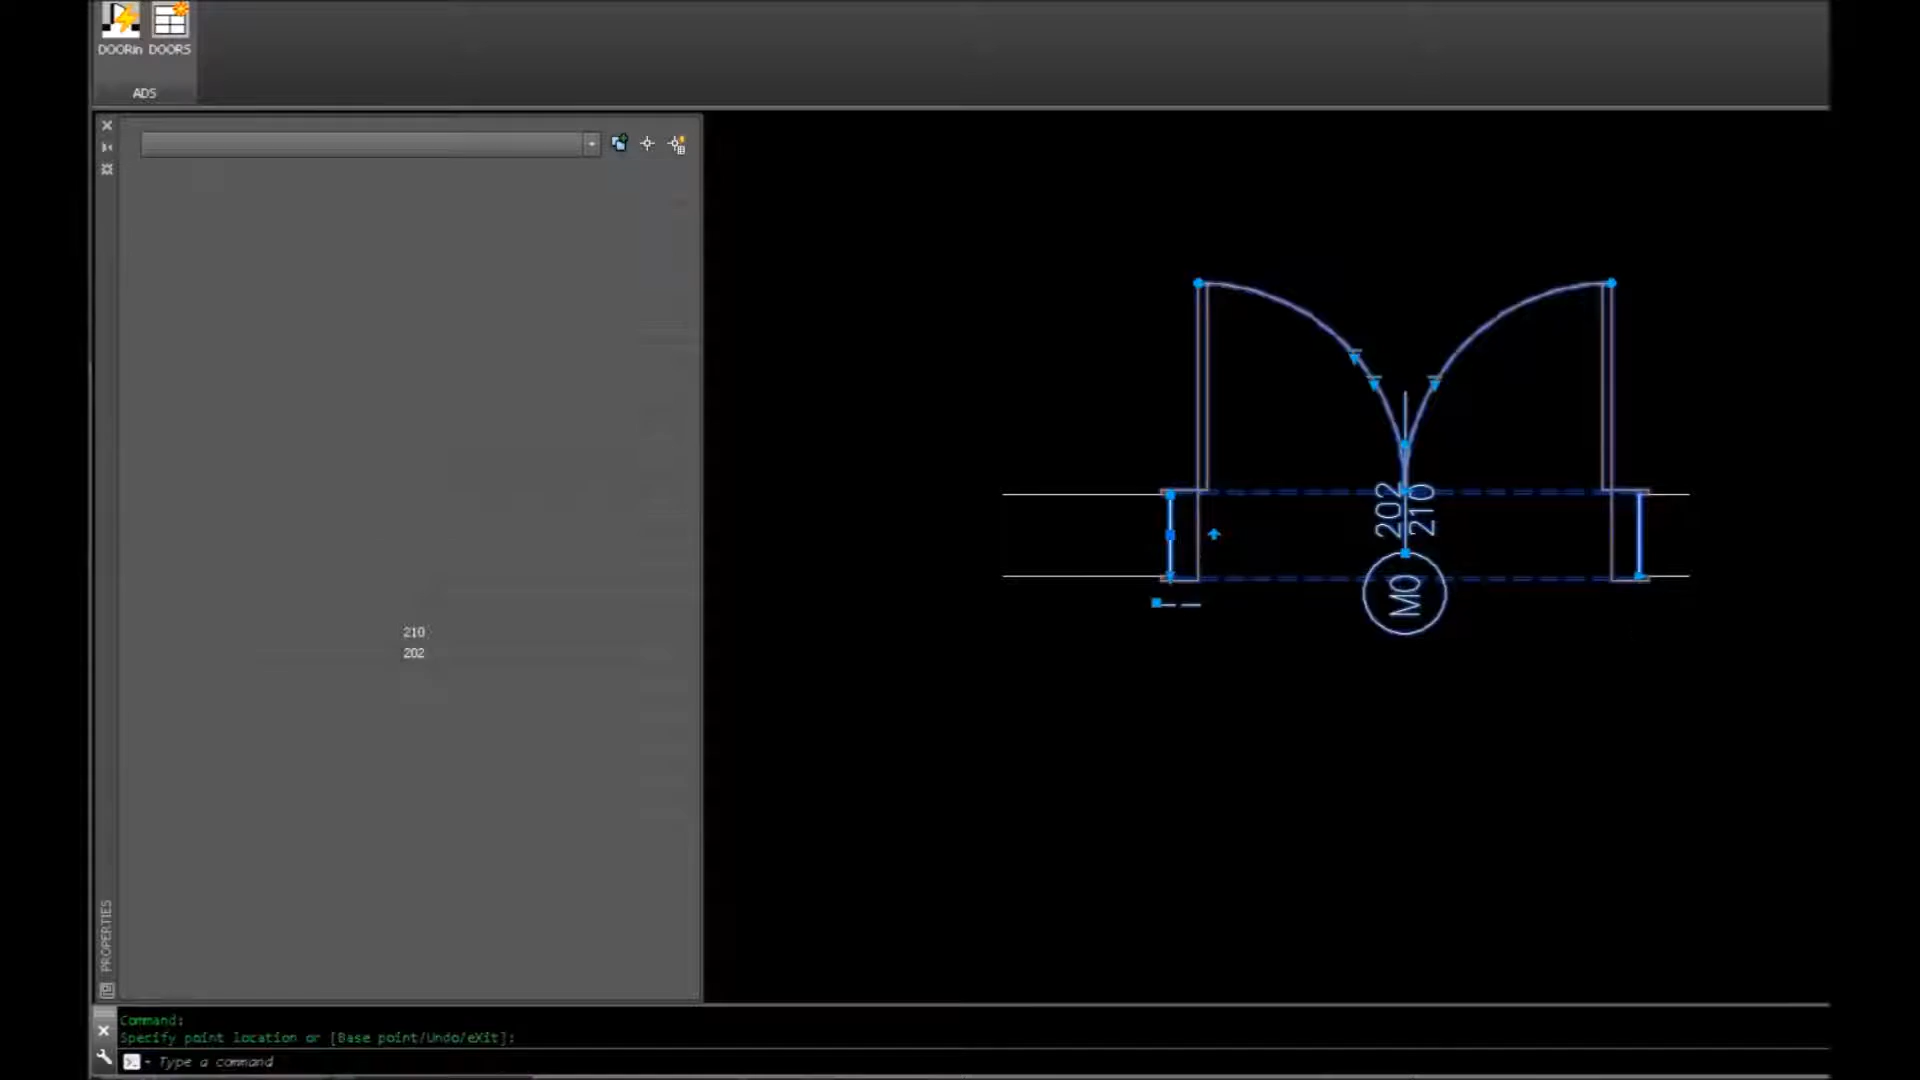 DOORin DOORS
ADS
210
202
202
210
M0
PROPERTIES
Command:
Specify point location or [Base point/Undo/eXit]:
Type a command